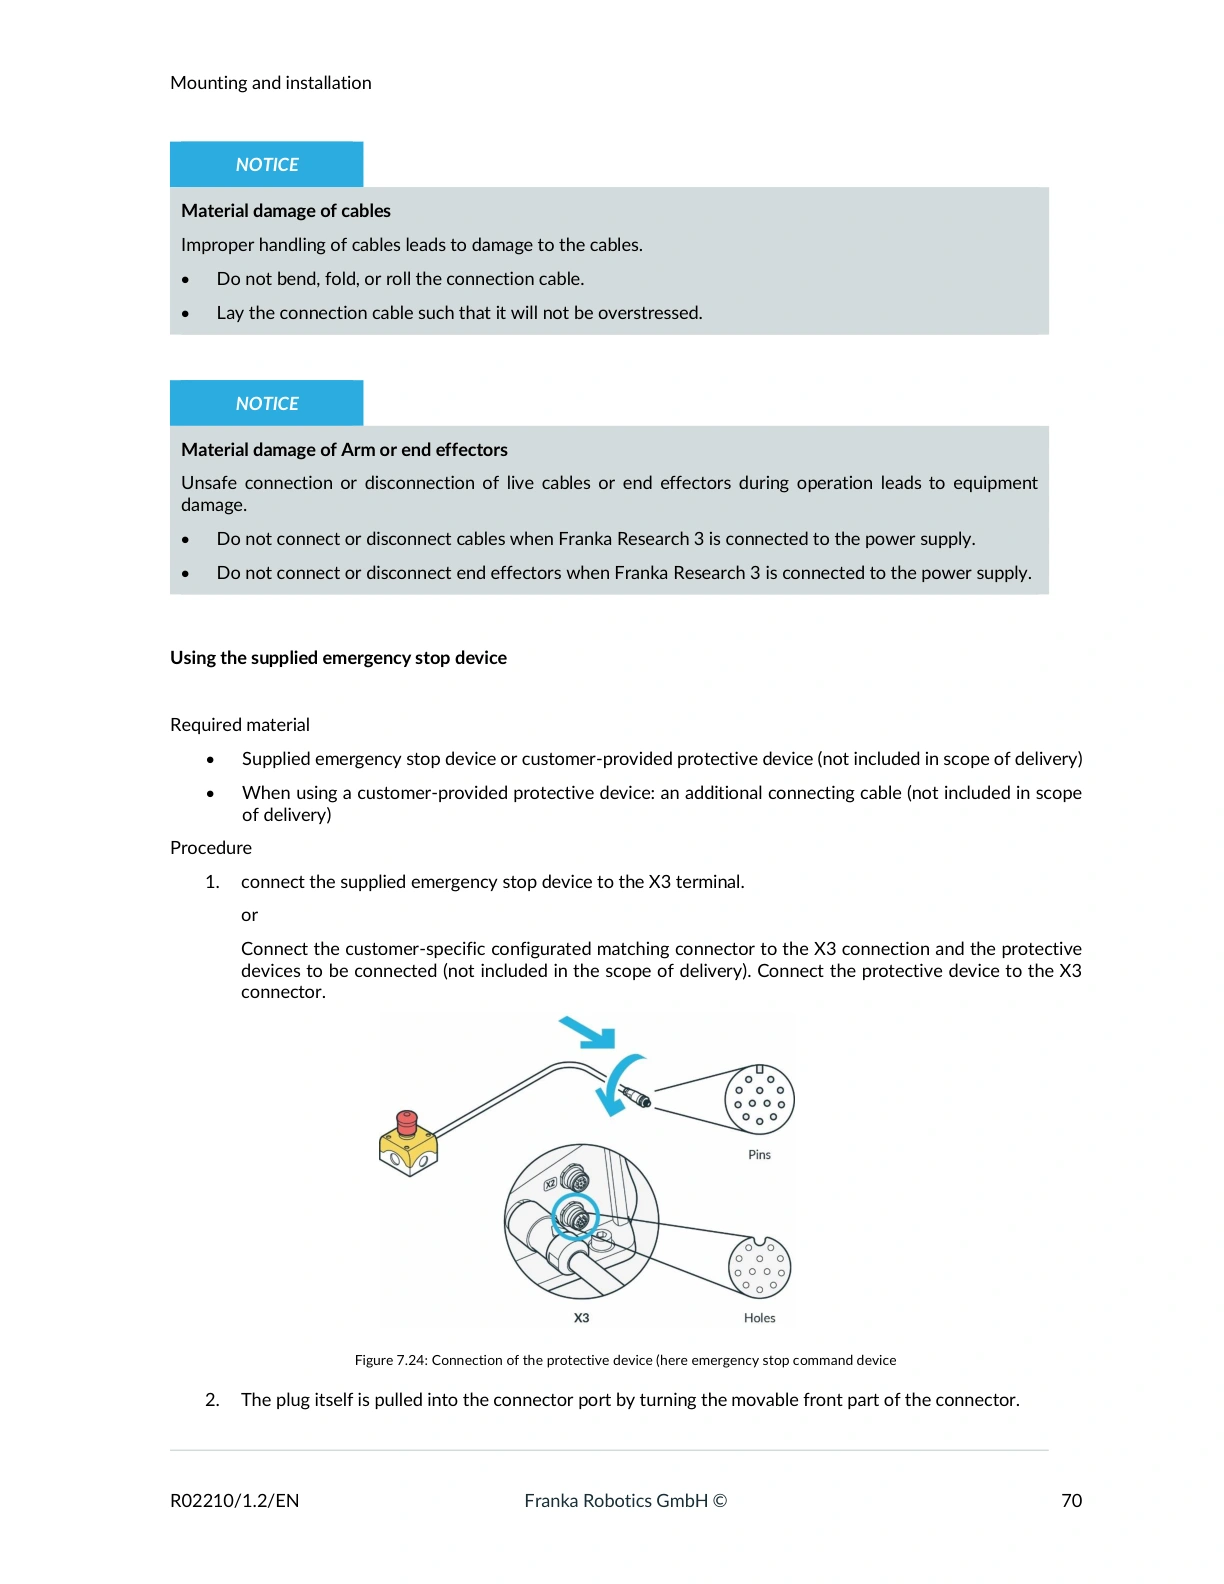 Mounting and installation
NOTICE
Material damage of cables
Improper handling of cables leads to damage to the cables.
• Do not bend, fold, or roll the connection cable.
• Lay the connection cable such that it will not be overstressed.
NOTICE
Material damage of Arm or end effectors
Unsafe connection or disconnection of live cables or end effectors during operation leads to equipment
damage.
• Do not connect or disconnect cables when Franka Research 3 is connected to the power supply.
• Do not connect or disconnect end effectors when Franka Research 3 is connected to the power supply.
Using the supplied emergency stop device
Required material
• Supplied emergency stop device or customer-provided protective device (not included in scope of delivery)
• When using a customer-provided protective device: an additional connecting cable (not included in scope
of delivery)
Procedure
1. connect the supplied emergency stop device to the X3 terminal.
or
Connect the customer-specific configurated matching connector to the X3 connection and the protective
devices to be connected (not included in the scope of delivery). Connect the protective device to the X3
connector.
Pins
X2
X3
Holes
Figure 7.24: Connection of the protective device (here emergency stop command device
2. The plug itself is pulled into the connector port by turning the movable front part of the connector.
R02210/1.2/EN
Franka Robotics GmbH ©
70